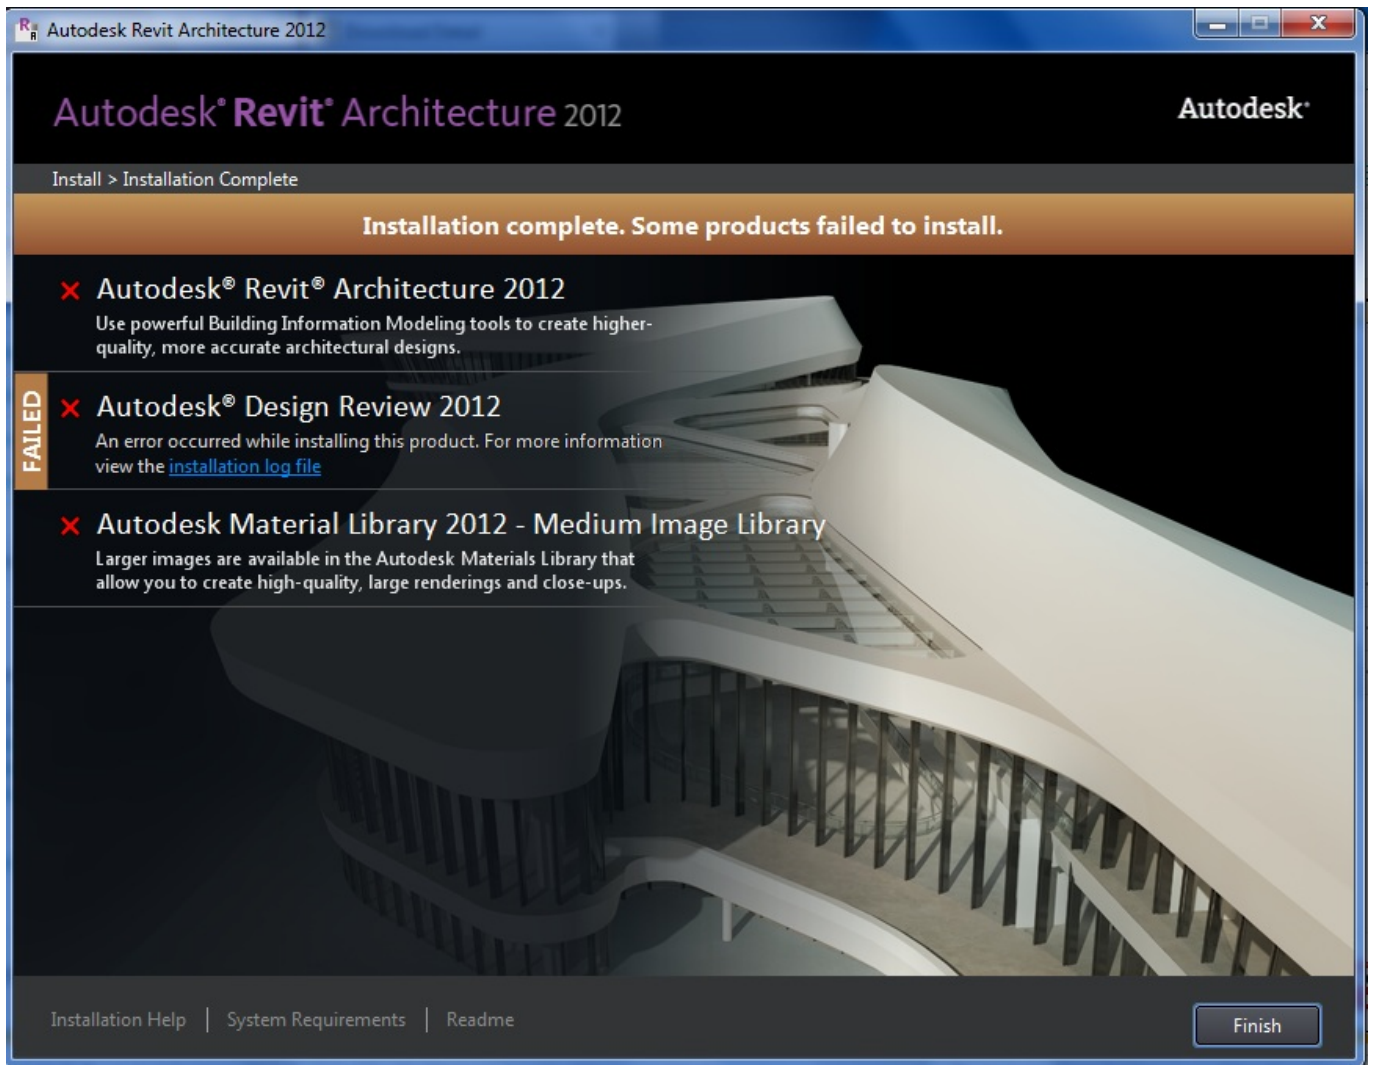 Autodesk Revit Architecture 2012
Autodesk® Revit® Architecture 2012
Autodesk®
Install > Installation Complete
Installation complete. Some products failed to install.
Autodesk® Revit® Architecture 2012
Use powerful Building Information Modeling tools to create higher-
quality, more accurate architectural designs.
FAILED
Autodesk® Design Review 2012
An error occurred while installing this product. For more information
view the installation log file
Autodesk Material Library 2012 - Medium Image Library
Larger images are available in the Autodesk Materials Library that
allow you to create high-quality, large renderings and close-ups.
Installation Help | System Requirements | Readme
Finish